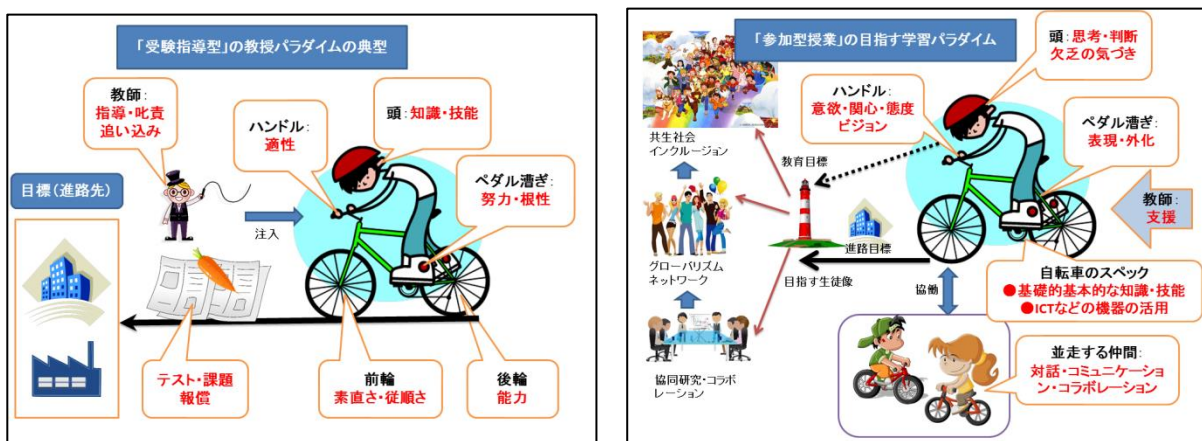 「受験指導型」の教授パラダイムの典型
教師:
指導・叱責
追い込み
ハンドル:
適性
頭:知識・技能
ペダル漕ぎ:
努力・根性
目標(進路先)
注入
テスト・課題
報償
前輪
素直さ・従順さ
後輪
能力
「参加型授業」の目指す学習パラダイム
頭:思考・判断
欠乏の気づき
ハンドル:
意欲・関心・態度
ビジョン
ペダル漕ぎ:
表現・外化
共生社会
インクルージョン
教育目標
教師:
支援
進路目標
グローバリズム
ネットワーク
目指す生徒像
自転車のスペック
●基礎的基本的な知識・技能
●ICTなどの機器の活用
協働
協同研究・コラボ
レーション
並走する仲間:
対話・コミュニケーショ
ン・コラボレーション